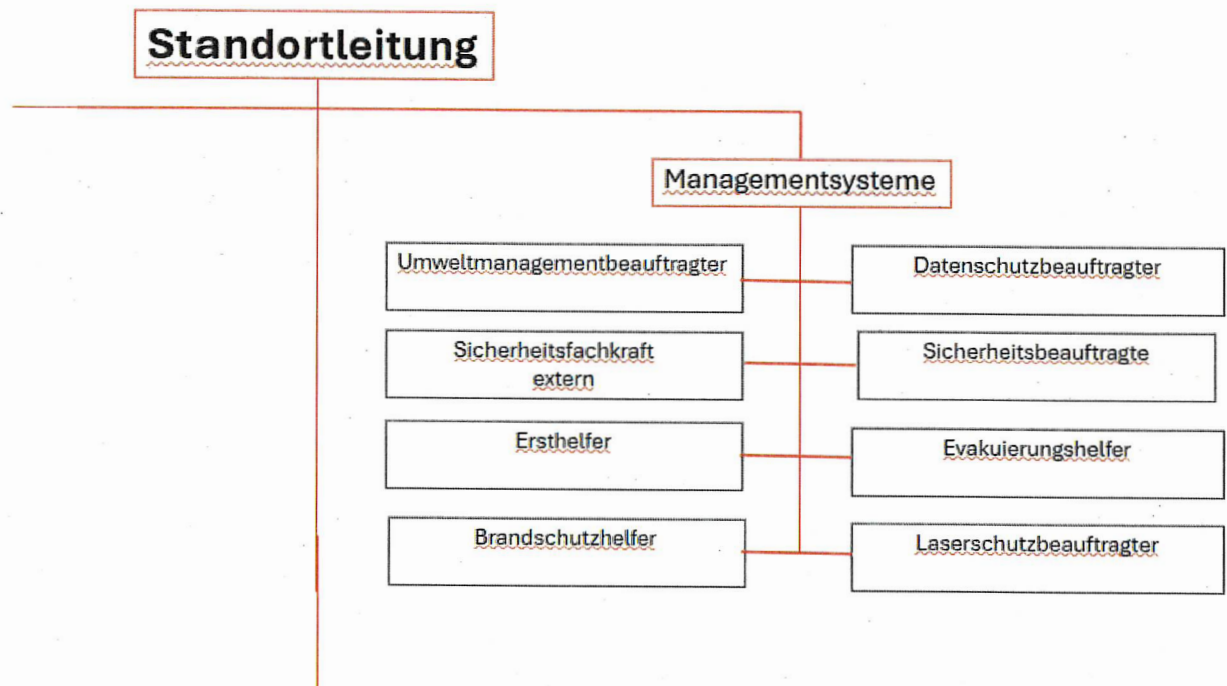 Standortleitung
Managementsysteme
Umweltmanagementbeauftragter
Datenschutzbeauftragter
Sicherheitsfachkraft
extern
Sicherheitsbeauftragte
Ersthelfer
Evakuierungshelfer
Brandschutzhelfer
Laserschutzbeauftragter